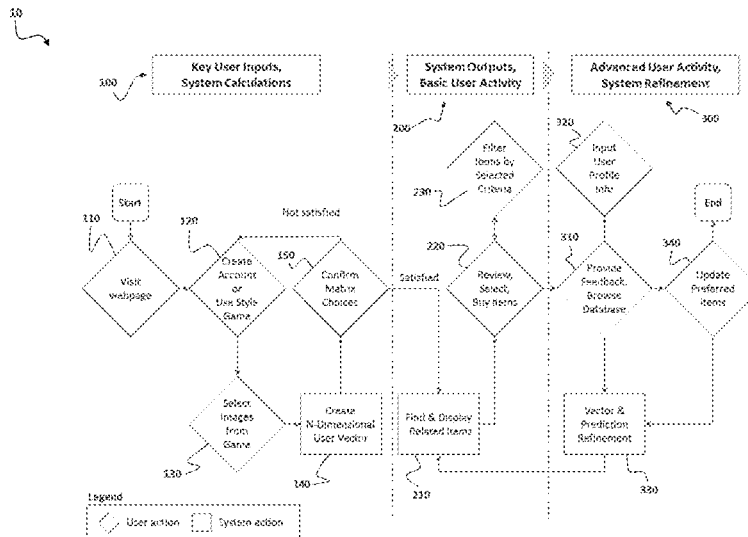 10
Key User Inputs,
System Calculations
System Outputs,
Basic User Activity
Advanced User Activity,
System Refinement
100
200
300
Filter
Items by
Selected
Criteria
230
320
Input
User
Profile
Info
Start
End
110
120
Not satisfied
150
220
310
340
Visit
webpage
Create
Account
or
Use Style
Game
Confirm
Matrix
Choices
Satisfied
Review,
Select,
Buy Items
Provide
Feedback,
Browse
Database
Update
Preferred
Items
Select
Images
from
Game
Create
N-Dimensional
User Vector
Find & Display
Related Items
Vector &
Prediction
Refinement
130
140
210
330
Legend
User action
System action